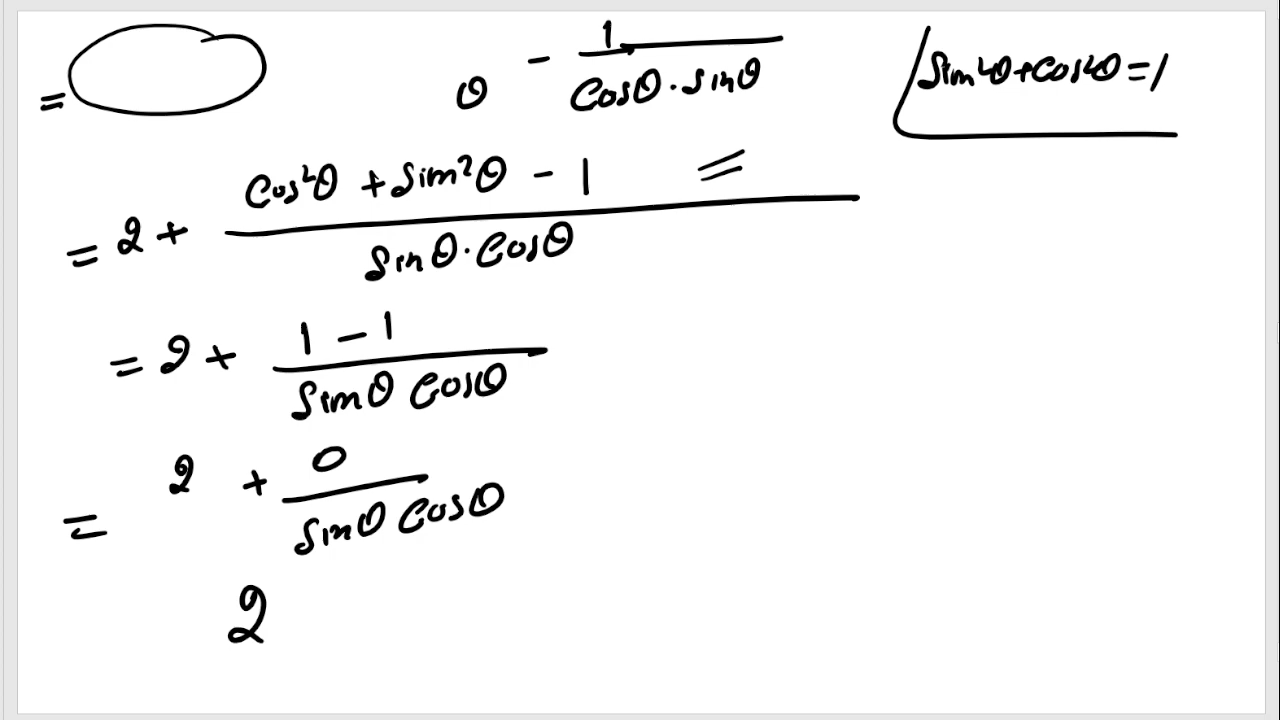 = θ - 1/(cosθ · sinθ)
sin²θ + cos²θ = 1
= 2 + (cos²θ + sin²θ - 1)/(sinθ · cosθ) =
= 2 + (1 - 1)/(sinθ cosθ)
= 2 + 0/(sinθ cosθ)
2